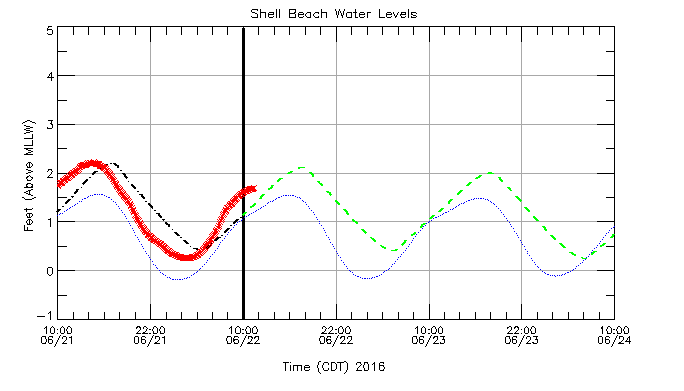 Shell Beach Water Levels
5
4
3
2
1
0
-1
Feet (Above MLLW)
10:00 22:00 10:00 22:00 10:00 22:00 10:00
06/21 06/21 06/22 06/22 06/23 06/23 06/24
Time (CDT) 2016